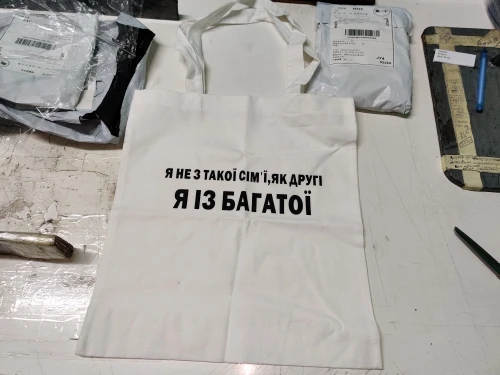 Я НЕ З ТАКОЇ СІМ'Ї, ЯК ДРУГІ
Я ІЗ БАГАТОЇ